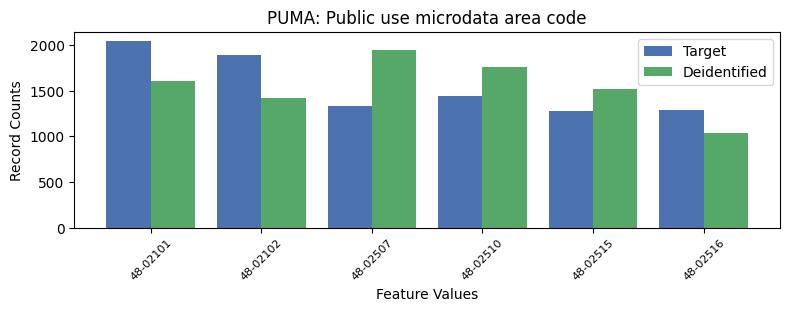 PUMA: Public use microdata area code
Target
Deidentified
Record Counts
2000
1500
1000
500
0
48-02101
48-02102
48-02507
48-02510
48-02515
48-02516
Feature Values